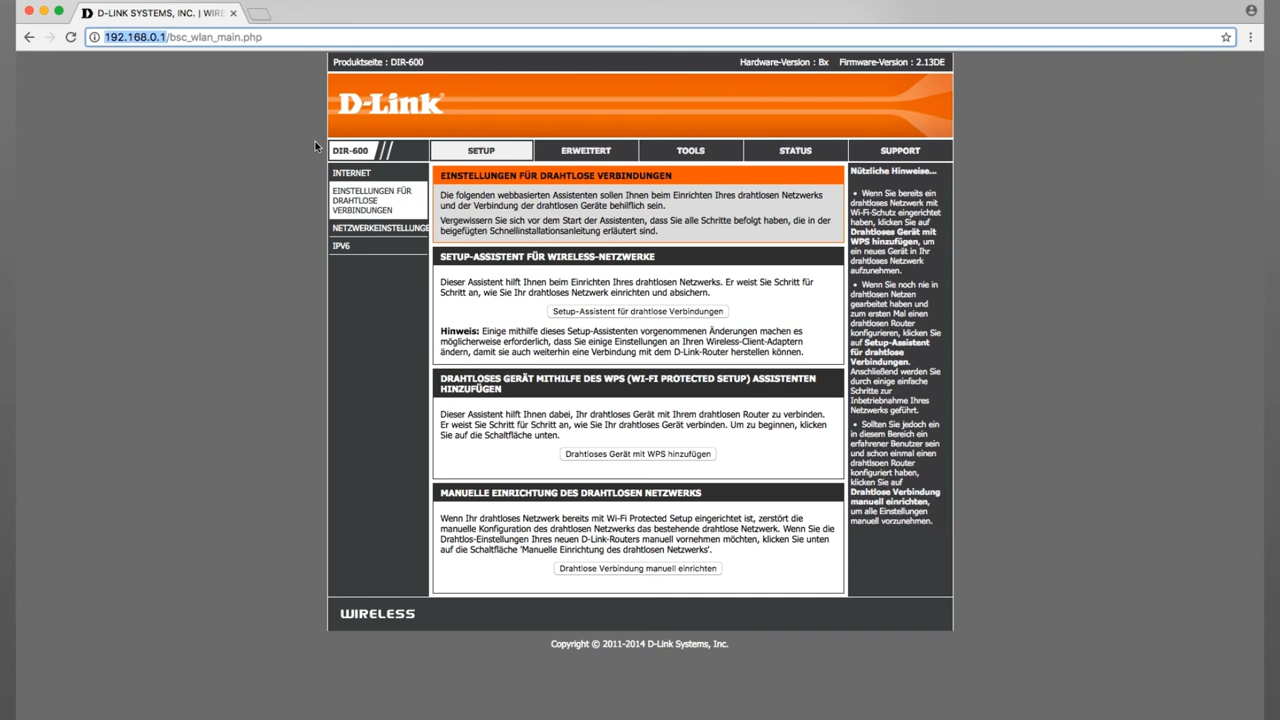 D-LINK SYSTEMS, INC. | WIRE
192.168.0.1/bsc_wlan_main.php
Produktseite : DIR-600
Hardware-Version : Bx
Firmware-Version : 2.13DE
D-Link
DIR-600
SETUP
ERWEITERT
TOOLS
STATUS
SUPPORT
INTERNET
EINSTELLUNGEN FÜR
DRAHTLOSE
VERBINDUNGEN
NETZWERKEINSTELLUNGE
IPV6
EINSTELLUNGEN FÜR DRAHTLOSE VERBINDUNGEN
Die folgenden webbasierten Assistenten sollen Ihnen beim Einrichten Ihres drahtlosen Netzwerks
und der Verbindung der drahtlosen Geräte behilflich sein.
Vergewissern Sie sich vor dem Start der Assistenten, dass Sie alle Schritte befolgt haben, die in der
beigefügten Schnellinstallationsanleitung erläutert sind.
SETUP-ASSISTENT FÜR WIRELESS-NETZWERKE
Dieser Assistent hilft Ihnen beim Einrichten Ihres drahtlosen Netzwerks. Er weist Sie Schritt für
Schritt an, wie Sie Ihr drahtloses Netzwerk einrichten und absichern.
Setup-Assistent für drahtlose Verbindungen
Hinweis: Einige mithilfe dieses Setup-Assistenten vorgenommenen Änderungen machen es
möglicherweise erforderlich, dass Sie einige Einstellungen an Ihren Wireless-Client-Adaptern
ändern, damit sie auch weiterhin eine Verbindung mit dem D-Link-Router herstellen können.
DRAHTLOSES GERÄT MITHILFE DES WPS (WI-FI PROTECTED SETUP) ASSISTENTEN
HINZUFÜGEN
Dieser Assistent hilft Ihnen dabei, Ihr drahtloses Gerät mit Ihrem drahtlosen Router zu verbinden.
Er weist Sie Schritt für Schritt an, wie Sie Ihr drahtloses Gerät verbinden. Um zu beginnen, klicken
Sie auf die Schaltfläche unten.
Drahtloses Gerät mit WPS hinzufügen
MANUELLE EINRICHTUNG DES DRAHTLOSEN NETZWERKS
Wenn Ihr drahtloses Netzwerk bereits mit Wi-Fi Protected Setup eingerichtet ist, zerstört die
manuelle Konfiguration des drahtlosen Netzwerks das bestehende drahtlose Netzwerk. Wenn Sie die
Drahtlos-Einstellungen Ihres neuen D-Link-Routers manuell vornehmen möchten, klicken Sie unten
auf die Schaltfläche 'Manuelle Einrichtung des drahtlosen Netzwerks'.
Drahtlose Verbindung manuell einrichten
Nützliche Hinweise...
• Wenn Sie bereits ein
drahtloses Netzwerk mit
Wi-Fi-Schutz eingerichtet
haben, klicken Sie auf
Drahtloses Gerät mit
WPS hinzufügen, um
ein neues Gerät in Ihr
drahtloses Netzwerk
aufzunehmen.
• Wenn Sie noch nie in
drahtlosen Netzen
gearbeitet haben und
zum ersten Mal einen
drahtlosen Router
konfigurieren, klicken Sie
auf Setup-Assistent
für drahtlose
Verbindungen.
Anschließend werden Sie
durch einige einfache
Schritte zur
Inbetriebnahme Ihres
Netzwerks geführt.
• Sollten Sie jedoch ein
in diesem Bereich ein
erfahrener Benutzer sein
und schon einmal einen
drahtlosen Router
konfiguriert haben,
klicken Sie auf
Drahtlose Verbindung
manuell einrichten,
um alle Einstellungen
manuell vorzunehmen.
WIRELESS
Copyright © 2011-2014 D-Link Systems, Inc.